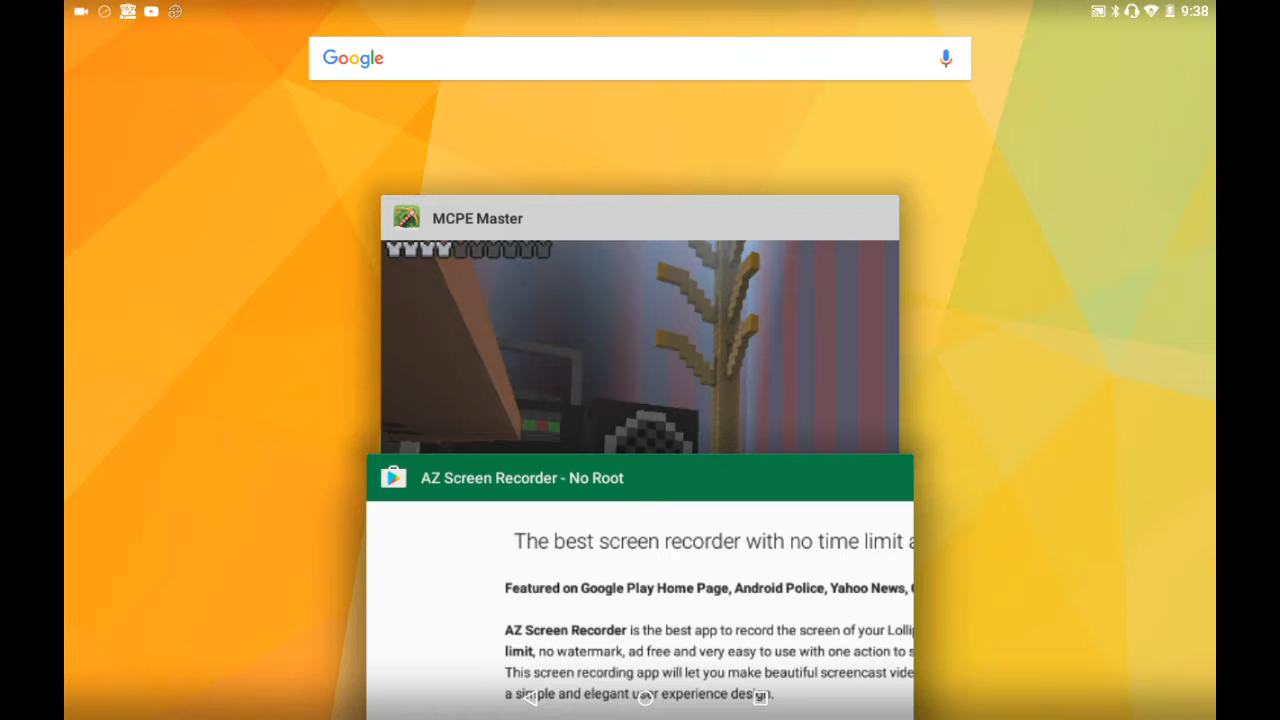 9:38
Google
MCPE Master
AZ Screen Recorder - No Root
The best screen recorder with no time limit
Featured on Google Play Home Page, Android Police, Yahoo News,
AZ Screen Recorder is the best app to record the screen of your
limit, no watermark, ad free and very easy to use with one action to
This screen recording app will let you make beautiful screencast
a simple and elegant user experience design.